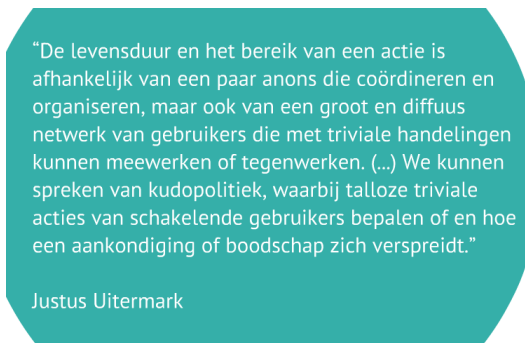 “De levensduur en het bereik van een actie is
afhankelijk van een paar anons die coördineren en
organiseren, maar ook van een groot en diffuus
netwerk van gebruikers die met triviale handelingen
kunnen meewerken of tegenwerken. (...) We kunnen
spreken van kudopolitiek, waarbij talloze triviale
acties van schakelende gebruikers bepalen of en hoe
een aankondiging of boodschap zich verspreidt.”
Justus Uitermark